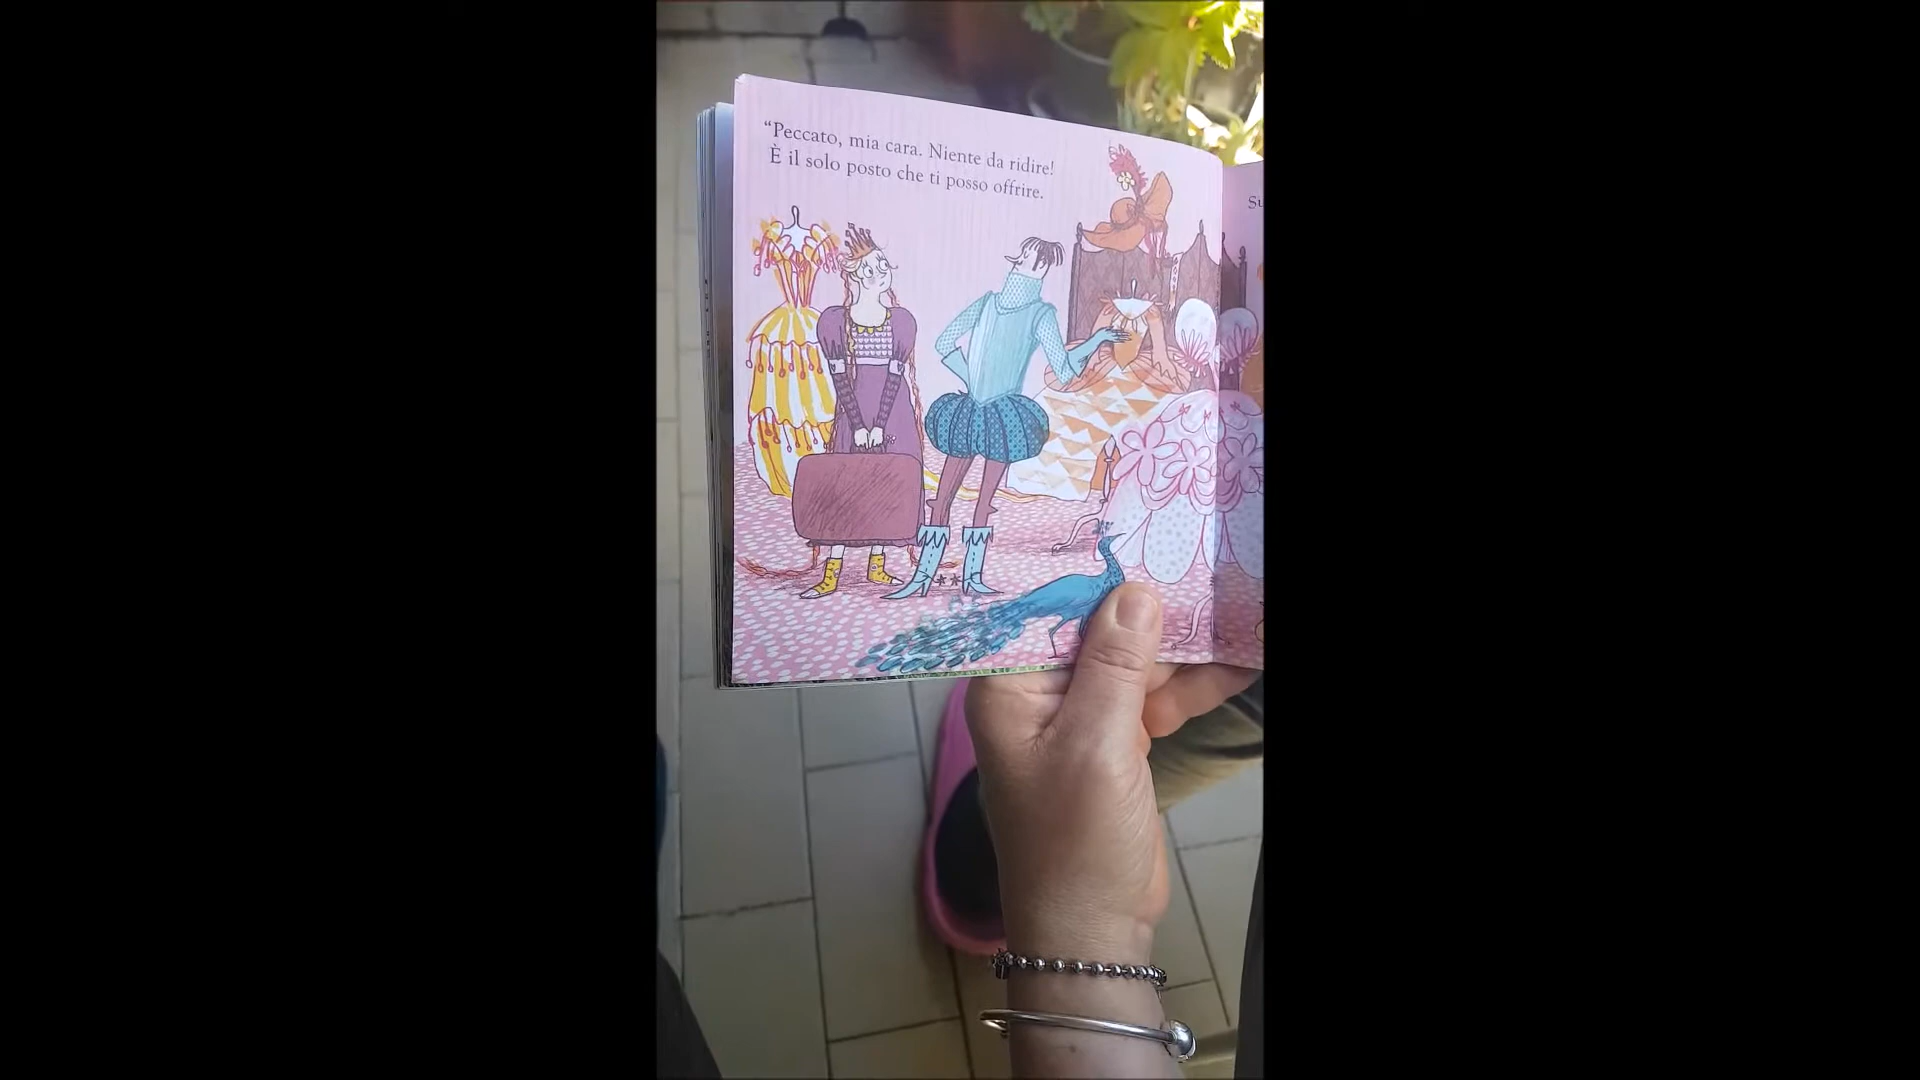 “Peccato, mia cara. Niente da ridire!
È il solo posto che ti posso offrire.